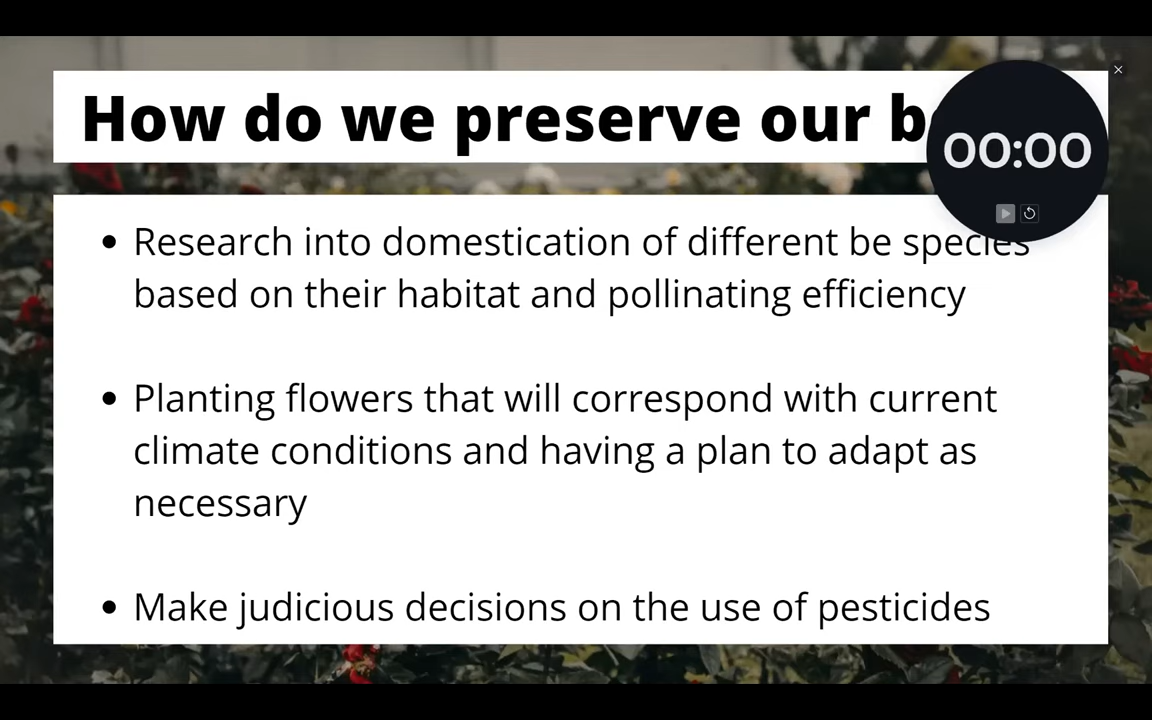 How do we preserve our
00:00
Research into domestication of different be species
based on their habitat and pollinating efficiency
Planting flowers that will correspond with current
climate conditions and having a plan to adapt as
necessary
Make judicious decisions on the use of pesticides